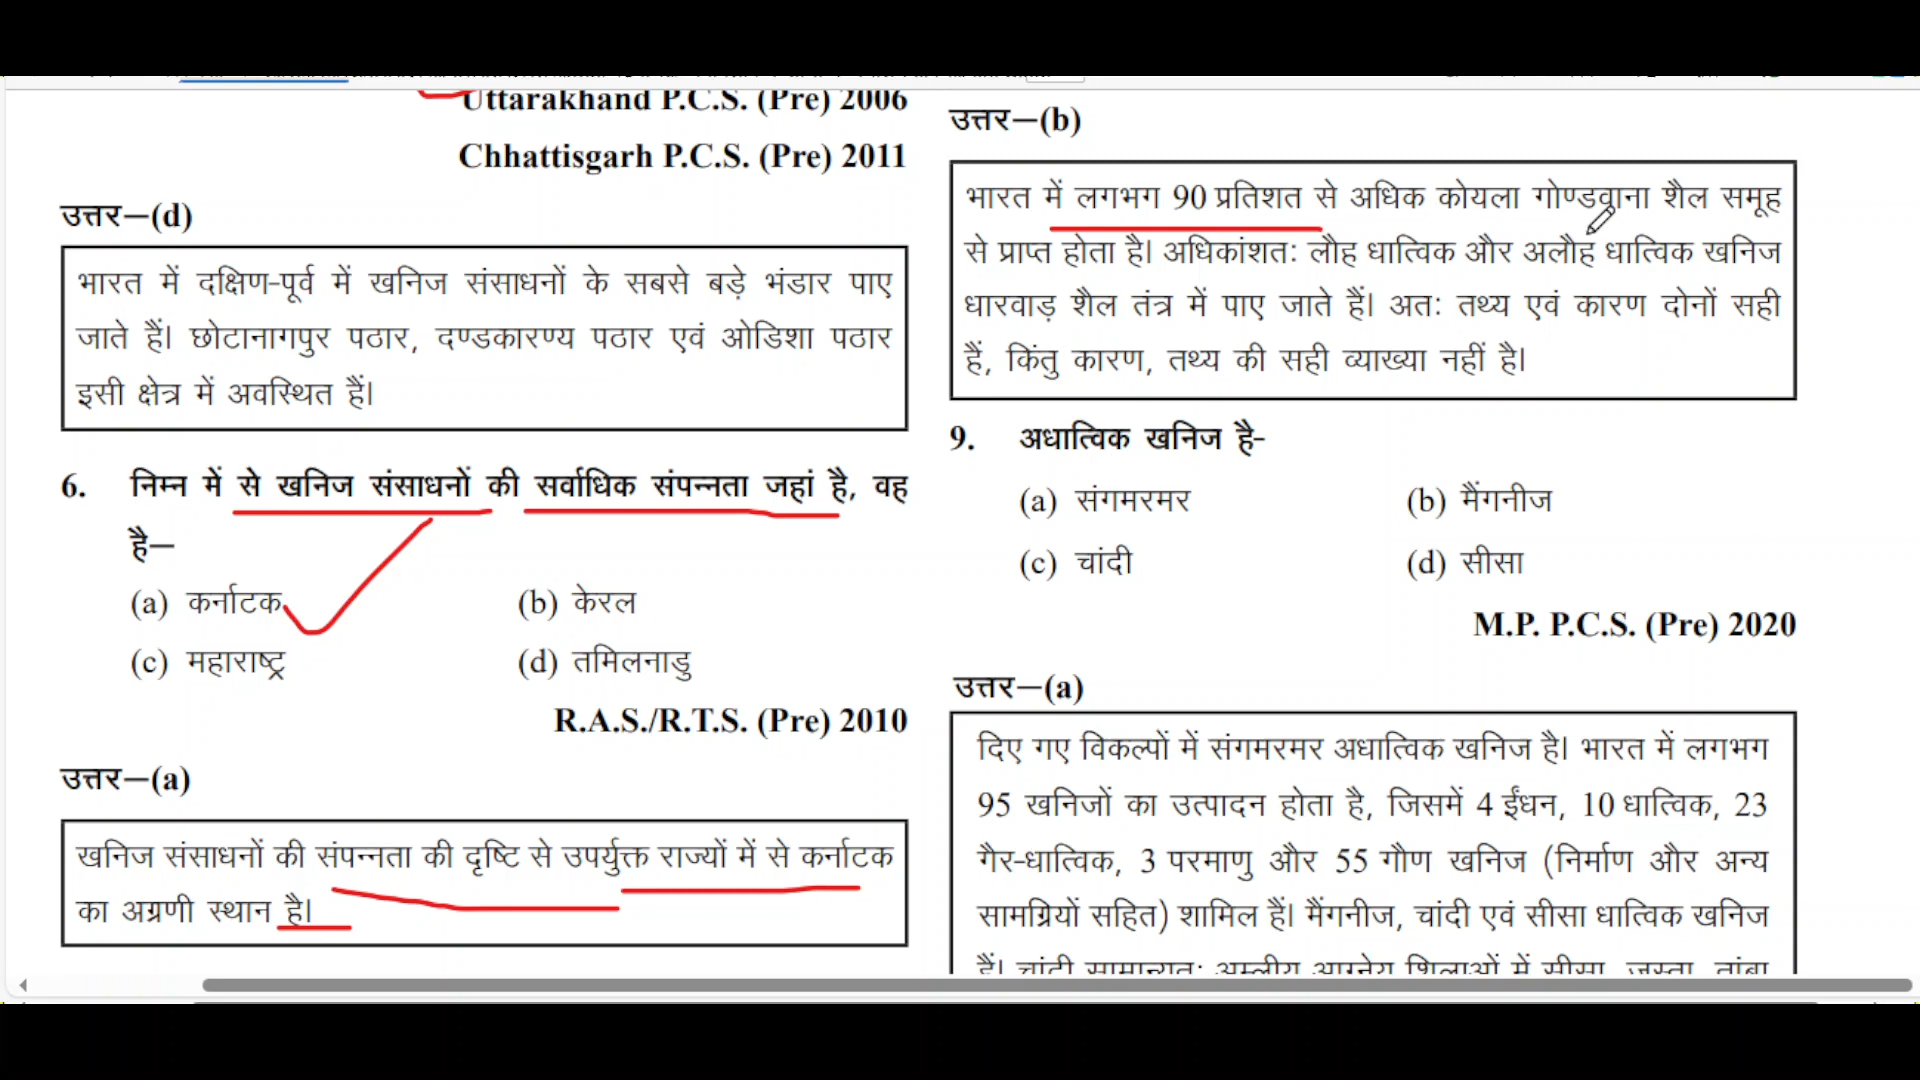 Uttarakhand P.C.S. (Pre) 2006
Chhattisgarh P.C.S. (Pre) 2011
उत्तर—(d)
भारत में दक्षिण-पूर्व में खनिज संसाधनों के सबसे बड़े भंडार पाए
जाते हैं। छोटानागपुर पठार, दण्डकारण्य पठार एवं ओडिशा पठार
इसी क्षेत्र में अवस्थित हैं।
6. निम्न में से खनिज संसाधनों की सर्वाधिक संपन्नता जहां है, वह
है—
(a) कर्नाटक (b) केरल
(c) महाराष्ट्र (d) तमिलनाडु
R.A.S./R.T.S. (Pre) 2010
उत्तर—(a)
खनिज संसाधनों की संपन्नता की दृष्टि से उपर्युक्त राज्यों में से कर्नाटक
का अग्रणी स्थान है।
उत्तर—(b)
भारत में लगभग 90 प्रतिशत से अधिक कोयला गोण्डवाना शैल समूह
से प्राप्त होता है। अधिकांशतः लौह धात्विक और अलौह धात्विक खनिज
धारवाड़ शैल तंत्र में पाए जाते हैं। अतः तथ्य एवं कारण दोनों सही
हैं, किंतु कारण, तथ्य की सही व्याख्या नहीं है।
9. अधात्विक खनिज है-
(a) संगमरमर (b) मैंगनीज
(c) चांदी (d) सीसा
M.P. P.C.S. (Pre) 2020
उत्तर—(a)
दिए गए विकल्पों में संगमरमर अधात्विक खनिज है। भारत में लगभग
95 खनिजों का उत्पादन होता है, जिसमें 4 ईंधन, 10 धात्विक, 23
गैर-धात्विक, 3 परमाणु और 55 गौण खनिज (निर्माण और अन्य
सामग्रियों सहित) शामिल हैं। मैंगनीज, चांदी एवं सीसा धात्विक खनिज
हैं। चांदी सामान्यतः अम्लीय आग्नेय शिलाओं में सीसा, जस्ता, तांबा